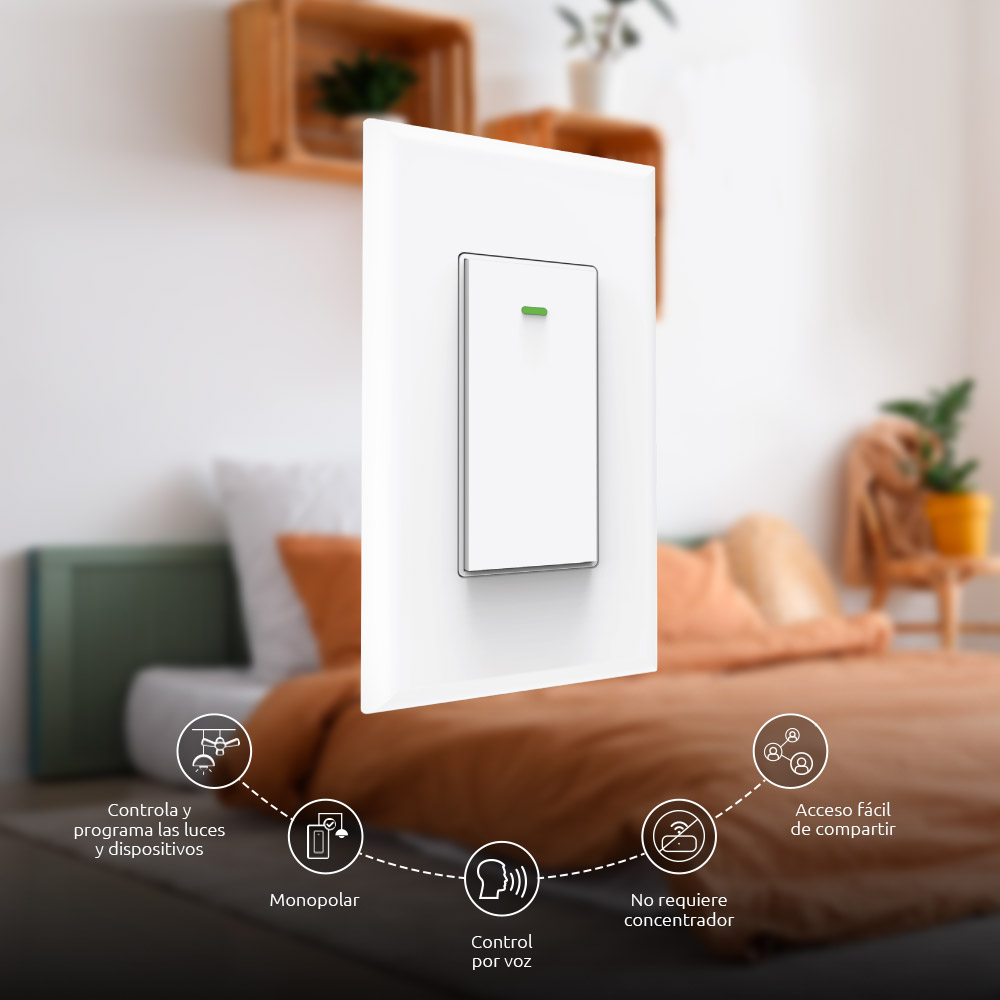 Controla y
programa las luces
y dispositivos
Monopolar
Control
por voz
No requiere
concentrador
Acceso fácil
de compartir